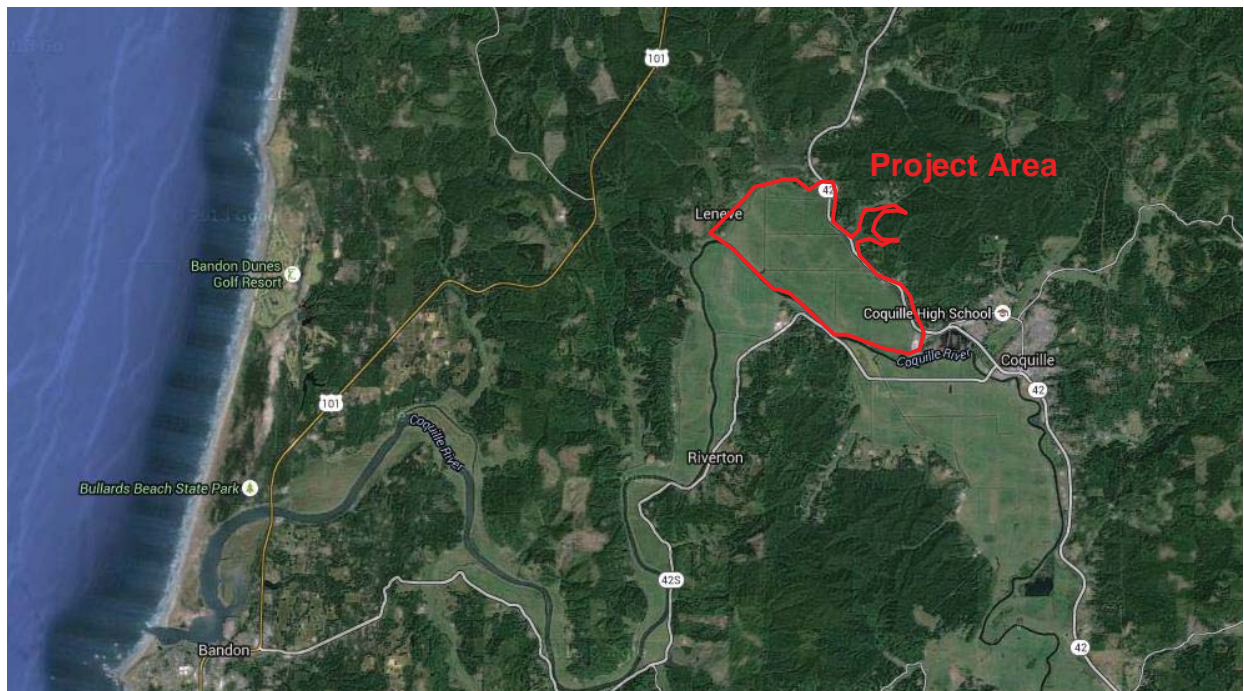 101
101
Project Area
42
Leneve
Bandon Dunes
Golf Resort
Coquille High School
Coquille River
Coquille
42
101
Coquille River
Riverton
Bullards Beach State Park
42S
Bandon
42